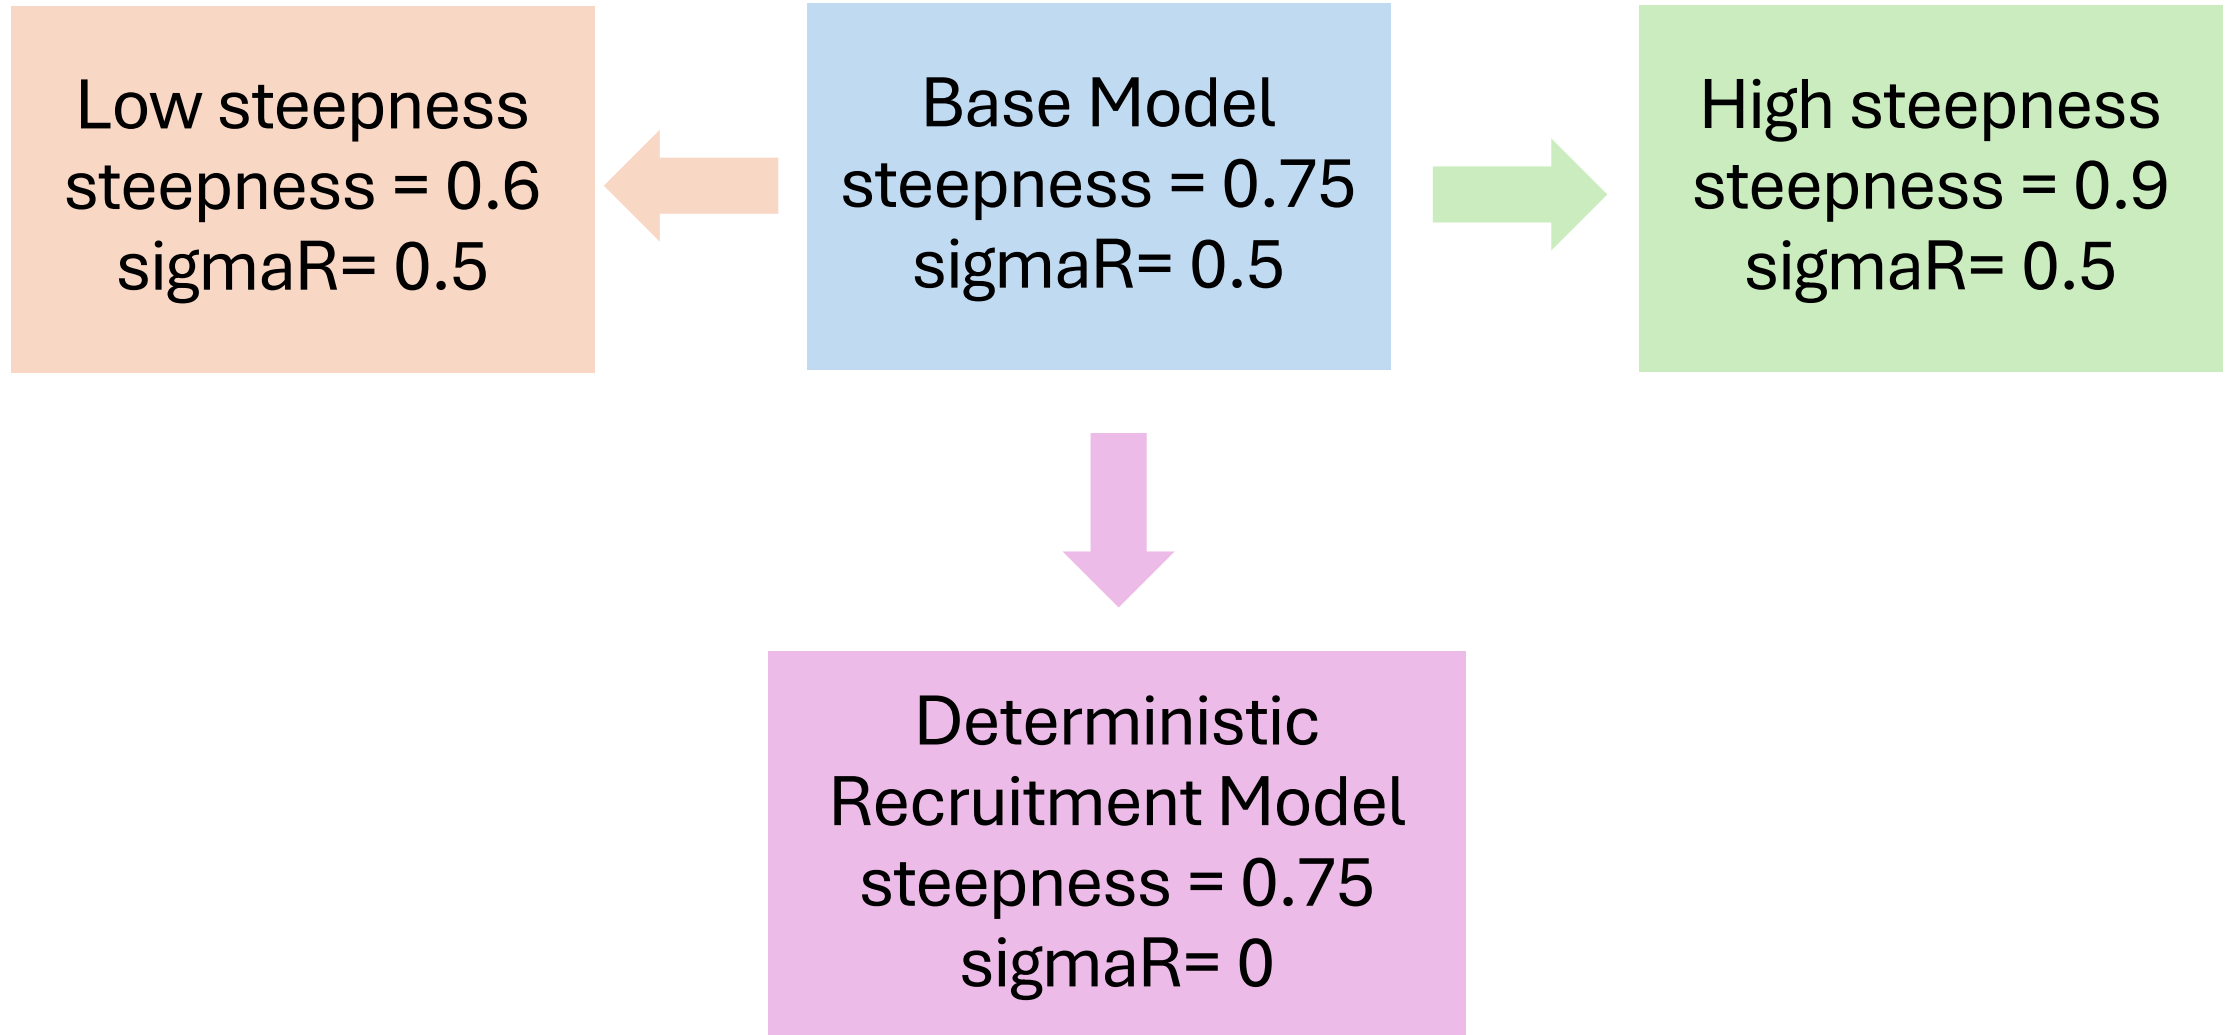 Low steepness
steepness = 0.6
sigmaR= 0.5
Base Model
steepness = 0.75
sigmaR= 0.5
High steepness
steepness = 0.9
sigmaR= 0.5
Deterministic
Recruitment Model
steepness = 0.75
sigmaR= 0